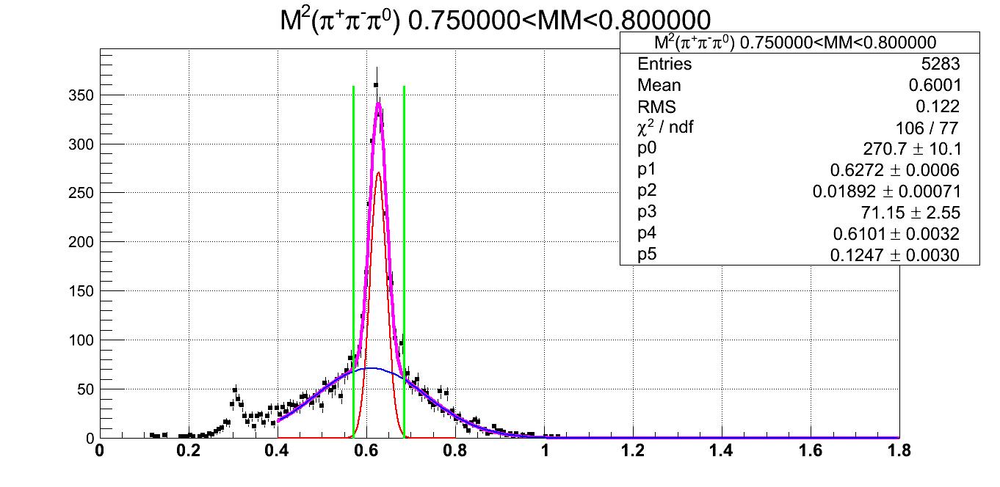 M²(π⁺π⁻π⁰) 0.750000<MM<0.800000
M²(π⁺π⁻π⁰) 0.750000<MM<0.800000
Entries 5283
Mean 0.6001
RMS 0.122
χ² / ndf 106 / 77
p0 270.7 ± 10.1
p1 0.6272 ± 0.0006
p2 0.01892 ± 0.00071
p3 71.15 ± 2.55
p4 0.6101 ± 0.0032
p5 0.1247 ± 0.0030
350
300
250
200
150
100
50
0
0 0.2 0.4 0.6 0.8 1 1.2 1.4 1.6 1.8